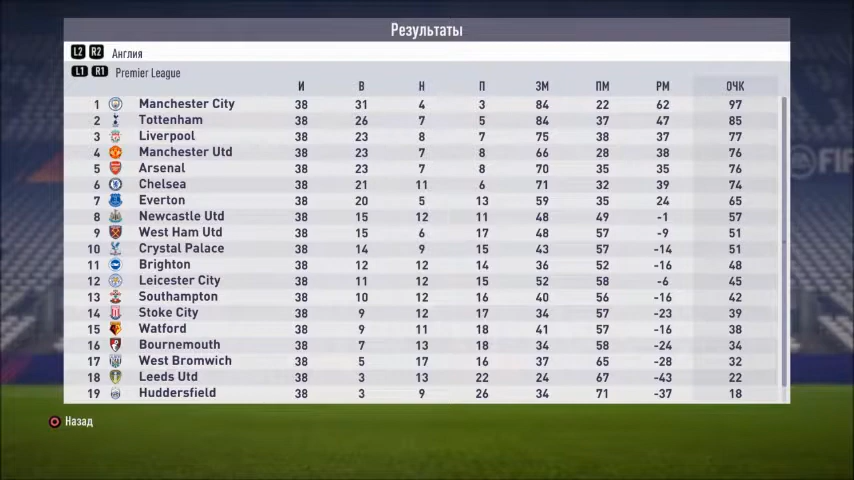 Результаты
L2 R2 Англия
L1 R1 Premier League
И В Н П ЗМ ПМ РМ ОЧК
1 Manchester City 38 31 4 3 84 22 62 97
2 Tottenham 38 26 7 5 84 37 47 85
3 Liverpool 38 23 8 7 75 38 37 77
4 Manchester Utd 38 23 7 8 66 28 38 76
5 Arsenal 38 23 7 8 70 35 35 76
6 Chelsea 38 21 11 6 71 32 39 74
7 Everton 38 20 5 13 59 35 24 65
8 Newcastle Utd 38 15 12 11 48 49 -1 57
9 West Ham Utd 38 15 6 17 48 57 -9 51
10 Crystal Palace 38 14 9 15 43 57 -14 51
11 Brighton 38 12 12 14 36 52 -16 48
12 Leicester City 38 11 12 15 52 58 -6 45
13 Southampton 38 10 12 16 40 56 -16 42
14 Stoke City 38 9 12 17 34 57 -23 39
15 Watford 38 9 11 18 41 57 -16 38
16 Bournemouth 38 7 13 18 34 58 -24 34
17 West Bromwich 38 5 17 16 37 65 -28 32
18 Leeds Utd 38 3 13 22 24 67 -43 22
19 Huddersfield 38 3 9 26 34 71 -37 18
Назад